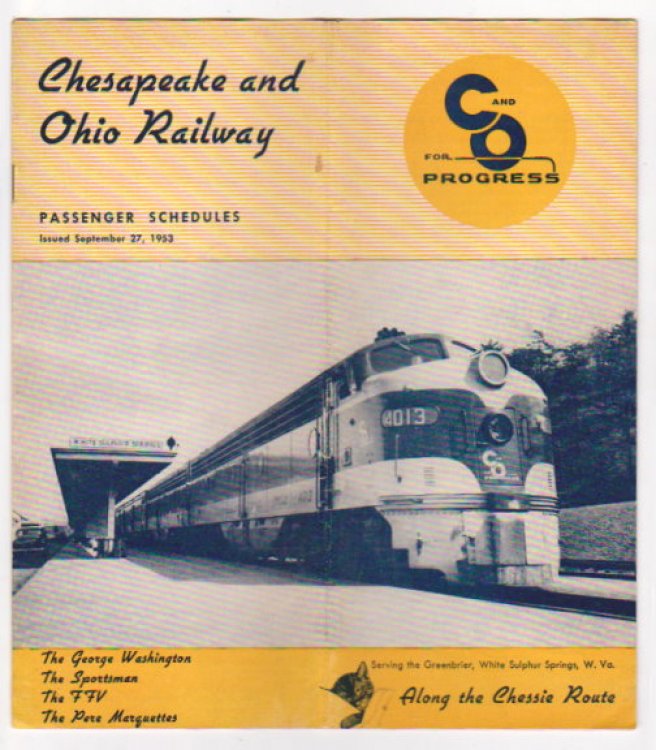 Chesapeake and
Ohio Railway
C AND
O
FOR
PROGRESS
PASSENGER SCHEDULES
Issued September 27, 1953
WHITE SULPHUR SPRINGS
4013
C&O
The George Washington
The Sportsman
The FFV
The Pere Marquettes
Serving the Greenbrier, White Sulphur Springs, W. Va.
Along the Chessie Route